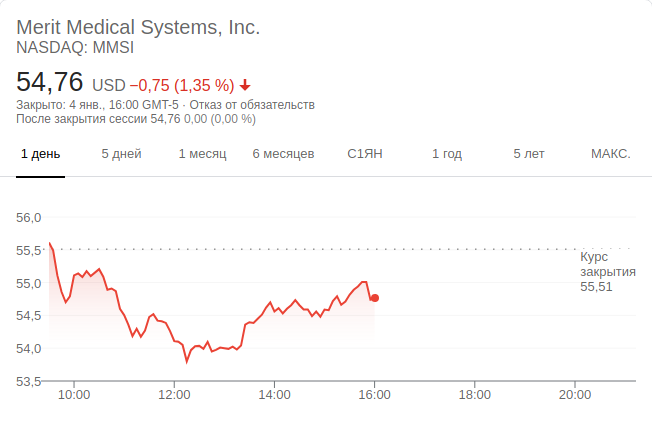 Merit Medical Systems, Inc.
NASDAQ: MMSI
54,76 USD −0,75 (1,35 %)
Закрыто: 4 янв., 16:00 GMT-5 · Отказ от обязательств
После закрытия сессии 54,76 0,00 (0,00 %)
1 день 5 дней 1 месяц 6 месяцев С1ЯН 1 год 5 лет МАКС.
56,0
55,5
Курс
закрытия
55,51
55,0
54,5
54,0
53,5
10:00 12:00 14:00 16:00 18:00 20:00